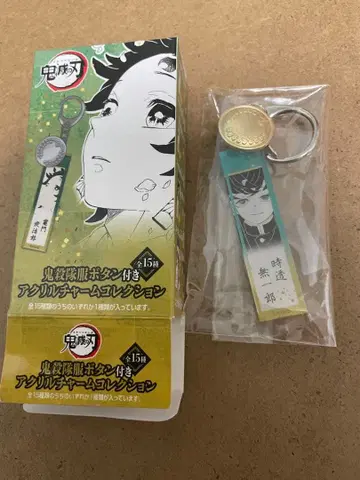 鬼滅の刃
竈門
炭治郎
全15種
鬼殺隊服ボタン付き
アクリルチャームコレクション
全15種類のうちのいずれか1種類が入っています。
鬼滅の刃
全15種
鬼殺隊服ボタン付き
アクリルチャームコレクション
全15種類のうちのいずれか1種類が入っています。
時透
無一郎